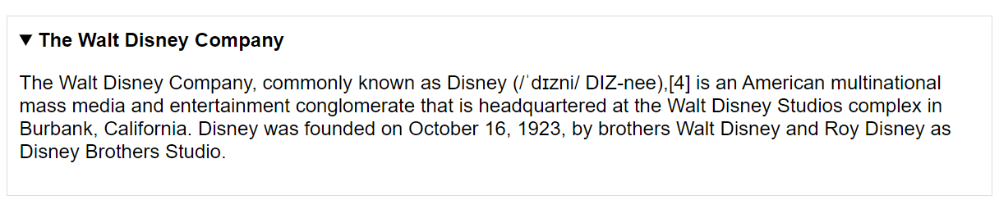 ▼ The Walt Disney Company
The Walt Disney Company, commonly known as Disney (/ˈdɪzni/ DIZ-nee),[4] is an American multinational
mass media and entertainment conglomerate that is headquartered at the Walt Disney Studios complex in
Burbank, California. Disney was founded on October 16, 1923, by brothers Walt Disney and Roy Disney as
Disney Brothers Studio.